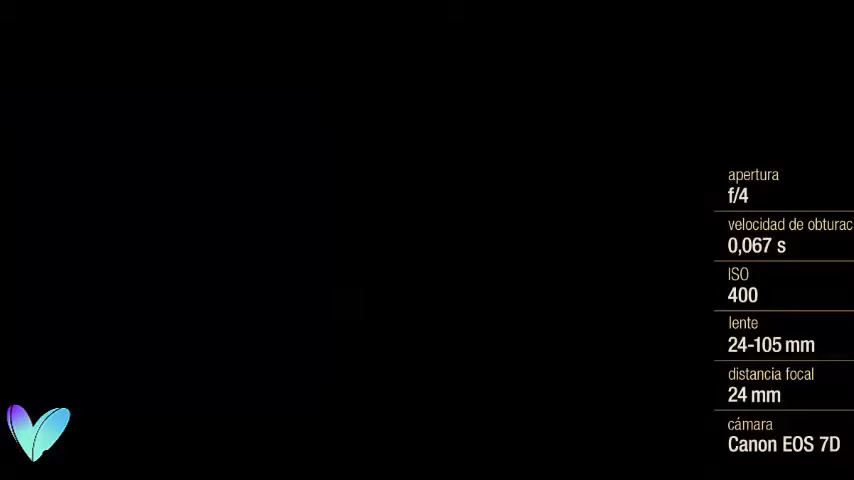 apertura
f/4
velocidad de obturac
0,067 s
ISO
400
lente
24-105 mm
distancia focal
24 mm
cámara
Canon EOS 7D